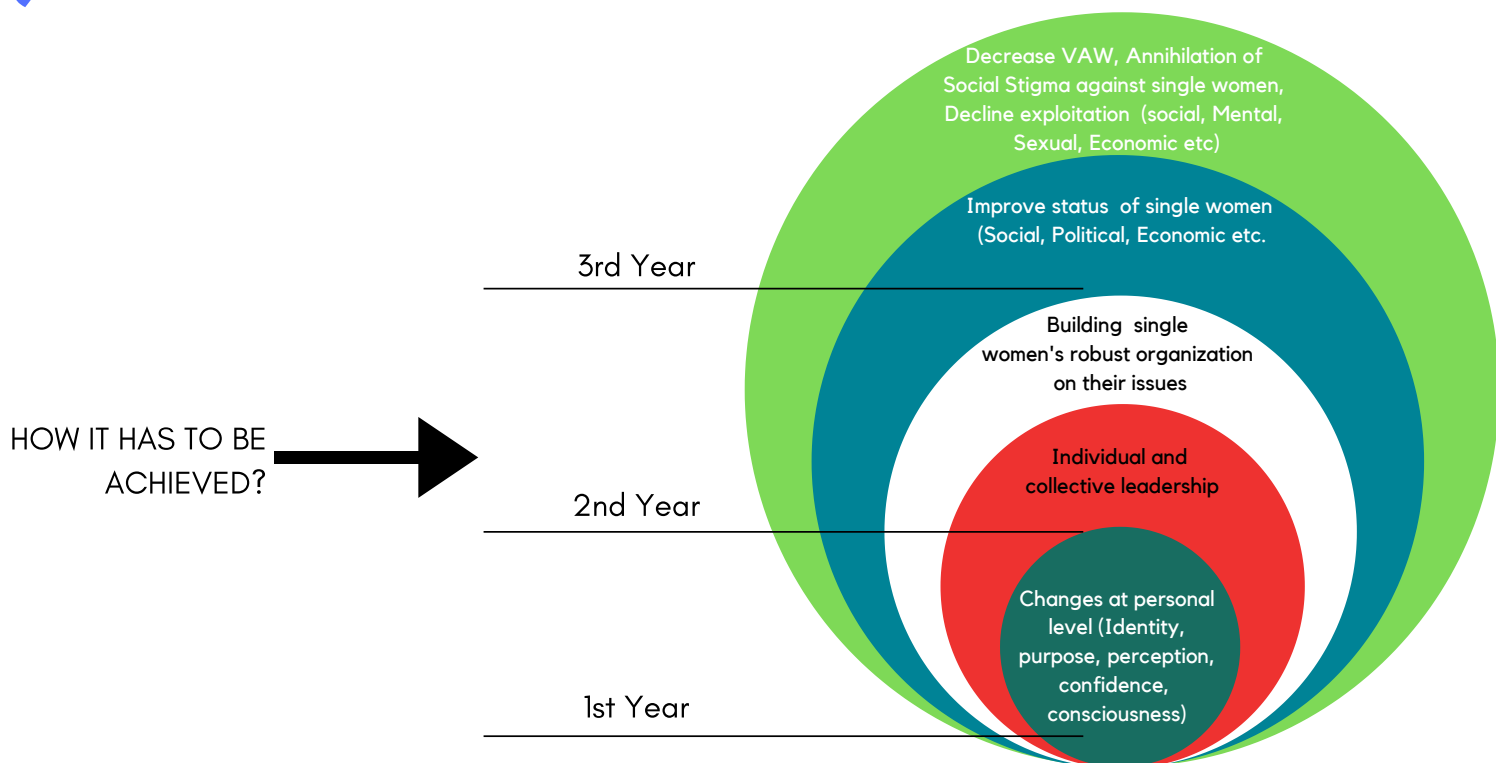 Decrease VAW, Annihilation of
Social Stigma against single women,
Decline exploitation (social, Mental,
Sexual, Economic etc)
Improve status of single women
(Social, Political, Economic etc.
3rd Year
Building single
women's robust organization
on their issues
HOW IT HAS TO BE
ACHIEVED?
Individual and
collective leadership
2nd Year
Changes at personal
level (Identity,
purpose, perception,
confidence,
consciousness)
1st Year